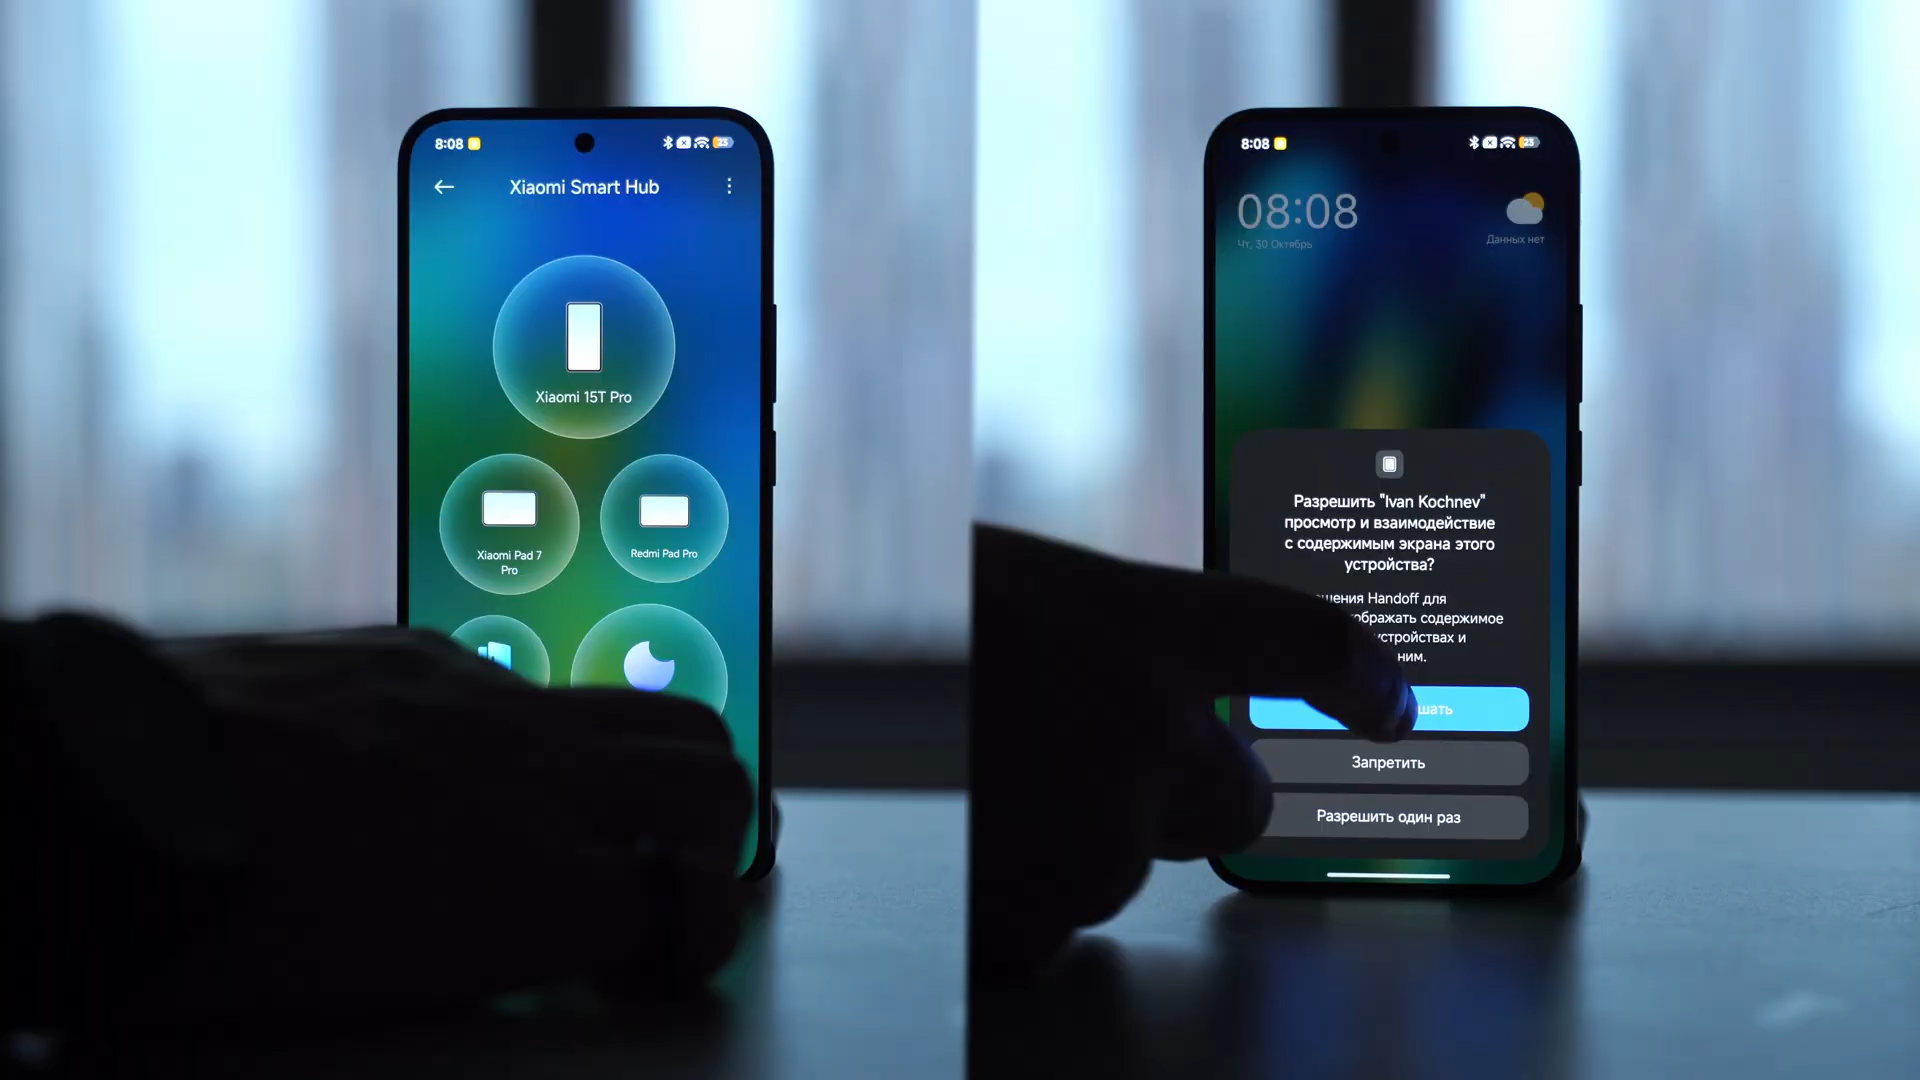 8:08
23
Xiaomi Smart Hub
Xiaomi 15T Pro
Xiaomi Pad 7
Pro
Redmi Pad Pro
8:08
23
08:08
Чт, 30 Октябрь
Данных нет
Разрешить "Ivan Kochnev"
просмотр и взаимодействие
с содержимым экрана этого
устройства?
Handoff для
содержимое
устройствах и
ним.
Запретить
Разрешить один раз